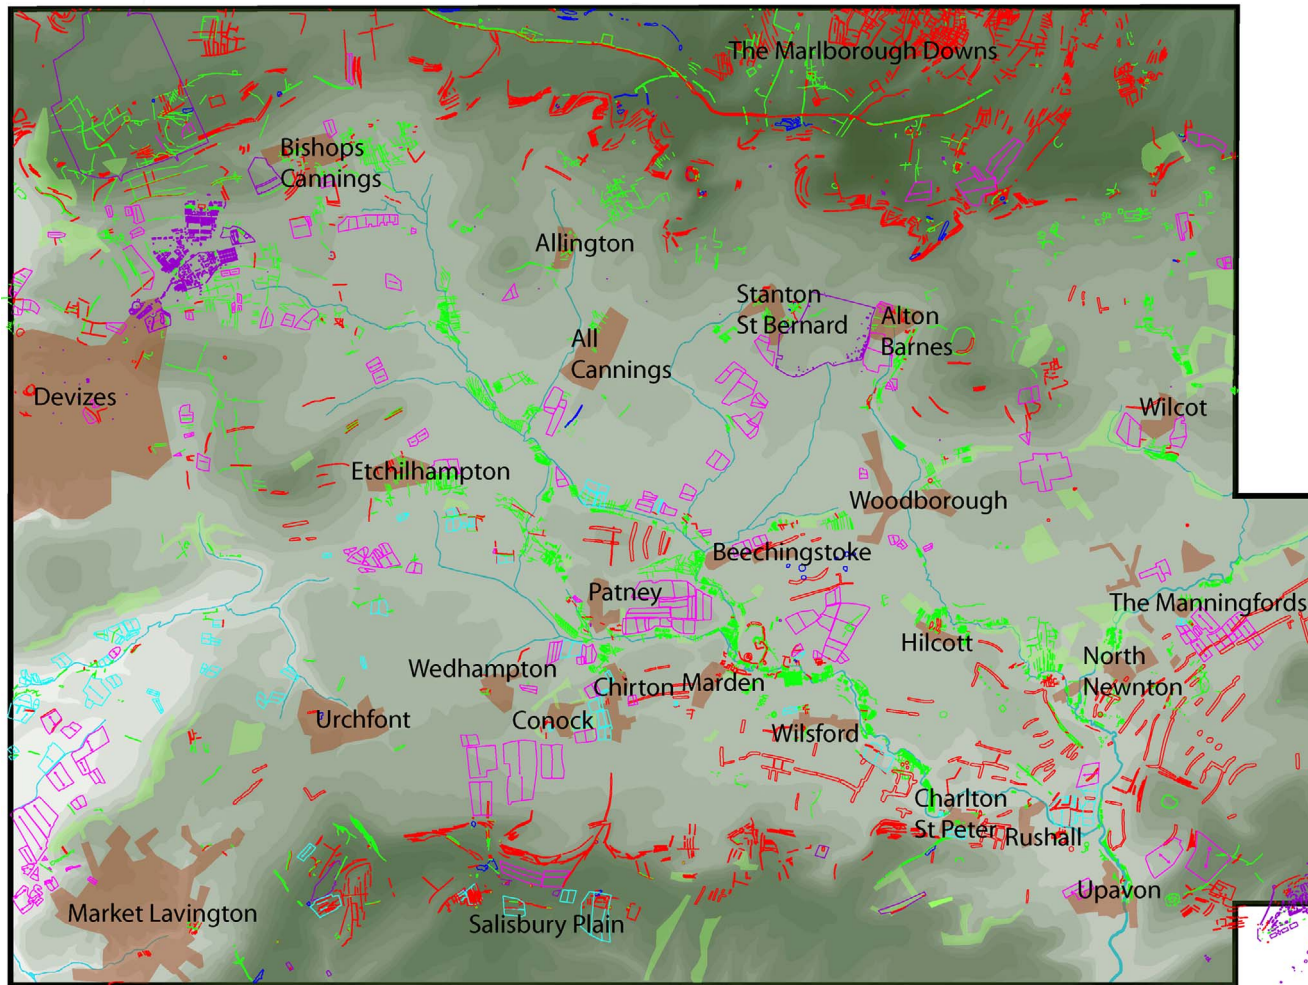 The Marlborough Downs
Bishops
Cannings
Allington
Stanton
St Bernard
Alton
Barnes
All
Cannings
Devizes
Wilcot
Etchilhampton
Woodborough
Beechingstoke
Patney
The Manningfords
Hilcott
North
Newnton
Wedhampton
Chirton
Marden
Urchfont
Conock
Wilsford
Charlton
St Peter
Rushall
Upavon
Market Lavington
Salisbury Plain